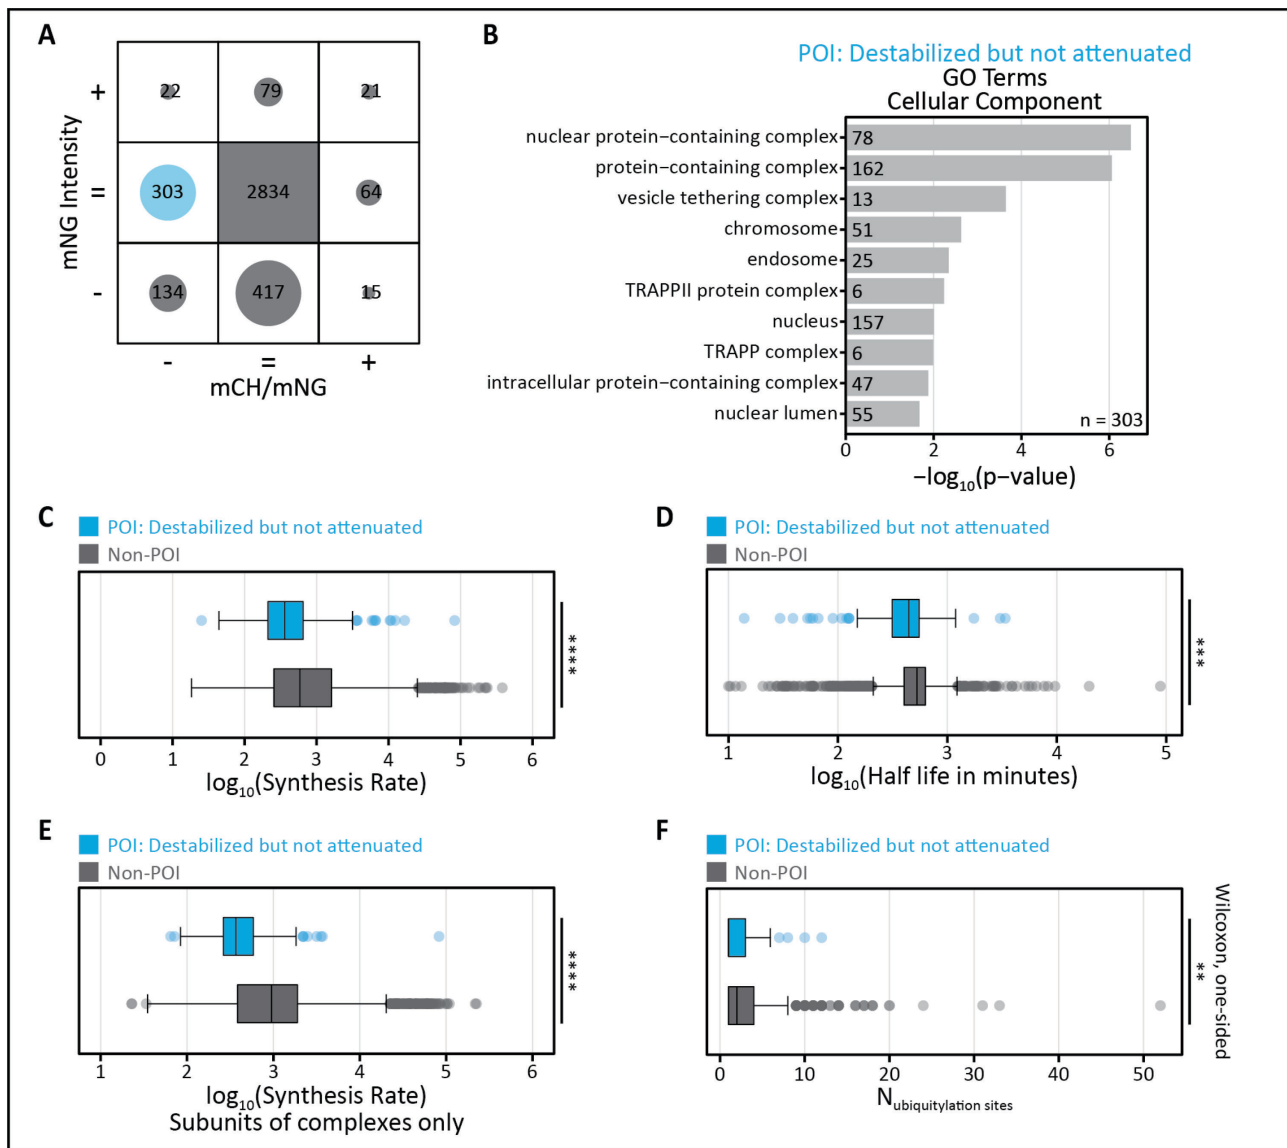 A
+
=
-
mNG Intensity
22
79
21
303
2834
64
134
417
15
-
=
+
mCH/mNG
B
POI: Destabilized but not attenuated
GO Terms
Cellular Component
nuclear protein−containing complex
78
protein−containing complex
162
vesicle tethering complex
13
chromosome
51
endosome
25
TRAPPII protein complex
6
nucleus
157
TRAPP complex
6
intracellular protein−containing complex
47
nuclear lumen
55
n = 303
0 2 4 6
−log10(p−value)
C
POI: Destabilized but not attenuated
Non-POI
****
0 1 2 3 4 5 6
log10(Synthesis Rate)
D
POI: Destabilized but not attenuated
Non-POI
***
1 2 3 4 5
log10(Half life in minutes)
E
POI: Destabilized but not attenuated
Non-POI
****
1 2 3 4 5 6
log10(Synthesis Rate)
Subunits of complexes only
F
POI: Destabilized but not attenuated
Non-POI
**
Wilcoxon, one-sided
0 10 20 30 40 50
Nubiquitylation sites